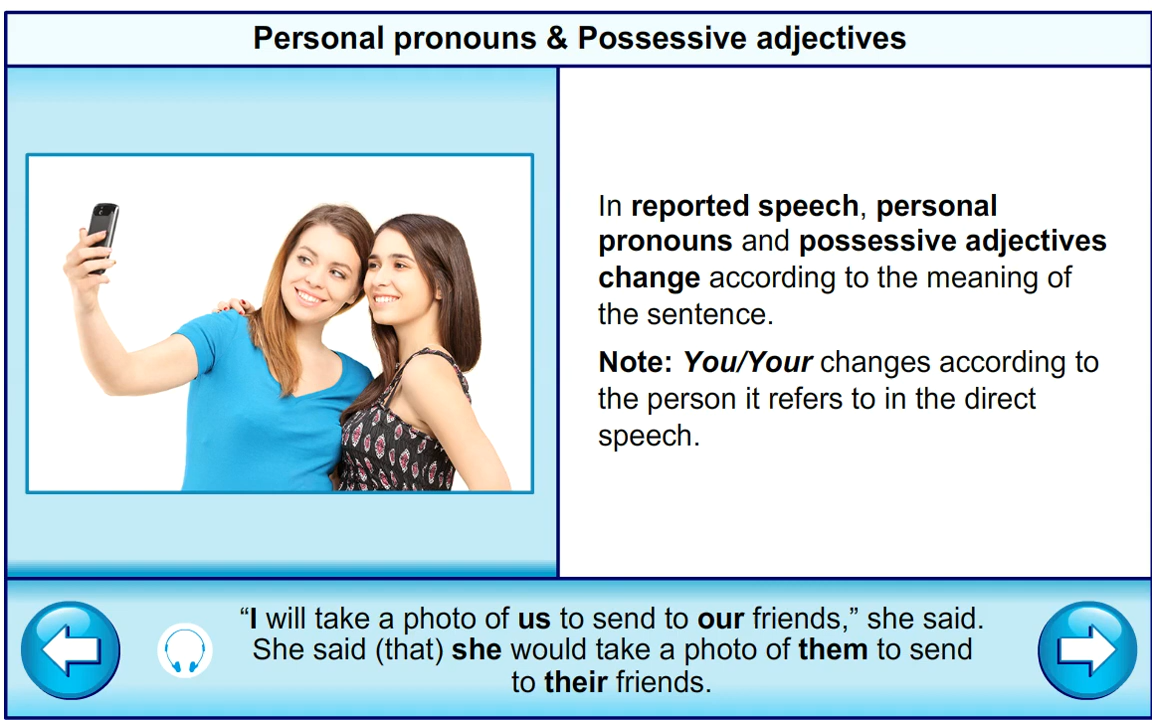 Personal pronouns & Possessive adjectives
In reported speech, personal
pronouns and possessive adjectives
change according to the meaning of
the sentence.
Note: You/Your changes according to
the person it refers to in the direct
speech.
“I will take a photo of us to send to our friends,” she said.
She said (that) she would take a photo of them to send
to their friends.